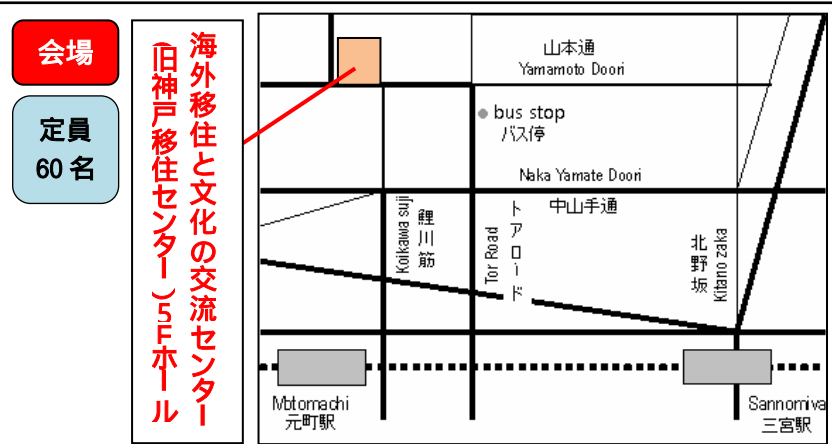 会場
定員
60名
海外移住と文化の交流センター
(旧神戸移住センター)5Fホール
山本通
Yamamoto Doori
bus stop
バス停
Naka Yamate Doori
中山手通
Koikawa suji
鯉川筋
Tor Road
トアロード
北野坂
Kitano zaka
Motomachi
元町駅
Sannomiya
三宮駅